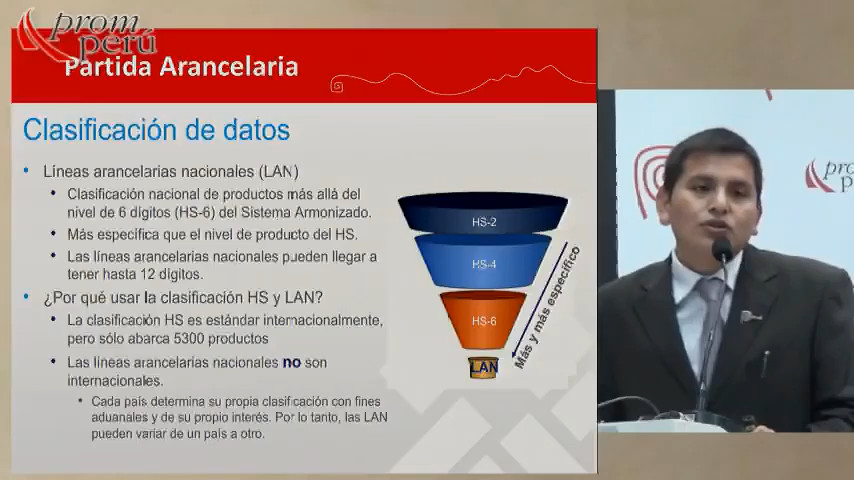 prom
perú
Partida Arancelaria
Clasificación de datos
• Líneas arancelarias nacionales (LAN)
• Clasificación nacional de productos más allá del
nivel de 6 dígitos (HS-6) del Sistema Armonizado.
• Más específica que el nivel de producto del HS.
• Las líneas arancelarias nacionales pueden llegar a
tener hasta 12 dígitos.
• ¿Por qué usar la clasificación HS y LAN?
• La clasificación HS es estándar internacionalmente,
pero sólo abarca 5300 productos
• Las líneas arancelarias nacionales no son
internacionales.
• Cada país determina su propia clasificación con fines
aduanales y de su propio interés. Por lo tanto, las LAN
pueden variar de un país a otro.
HS-2
HS-4
HS-6
LAN
Más y más específico